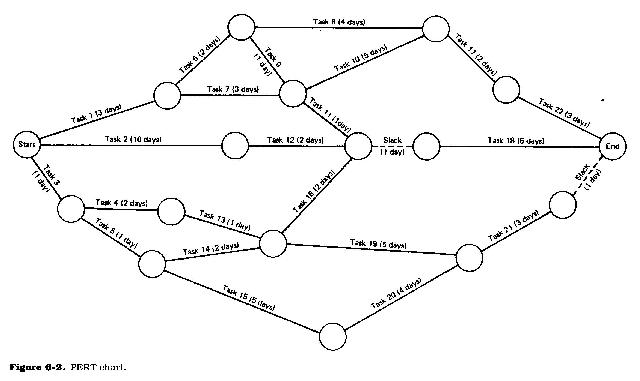 Task 8 (4 days)
Task 6 (2 days)
Task 9
(1 day)
Task 10 (5 days)
Task 17 (2 days)
Task 7 (3 days)
Task 1 (3 days)
Task 11 (1day)
Task 22 (3 days)
Start
Task 2 (10 days)
Task 12 (2 days)
Slack
(1 day)
Task 18 (6 days)
End
Task 3
(1 day)
Task 16 (2 days)
Slack
(1 day)
Task 4 (2 days)
Task 13 (1 day)
Task 5 (1 day)
Task 14 (2 days)
Task 19 (5 days)
Task 21 (3 days)
Task 15 (5 days)
Task 20 (4 days)
Figure 6-2. PERT chart.